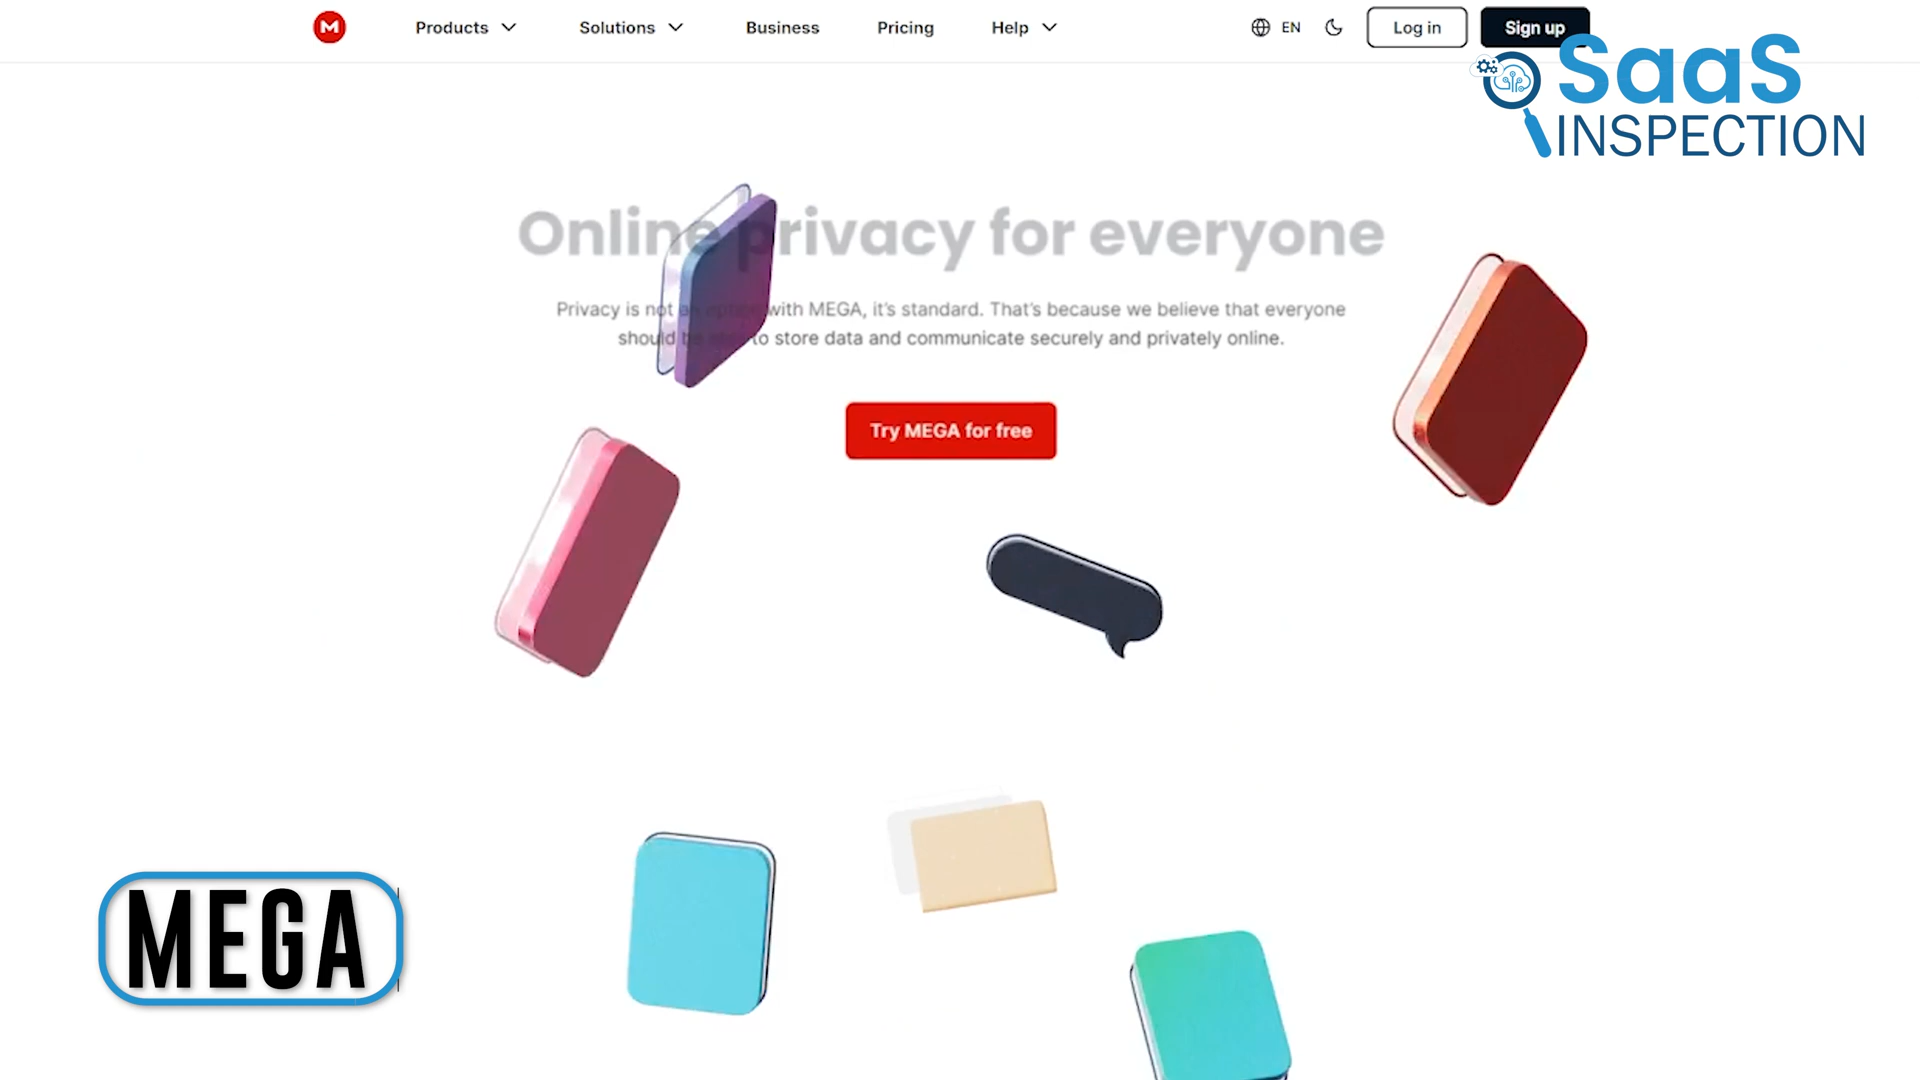 M
Products
Solutions
Business
Pricing
Help
EN
Log in
Sign up
SaaS
INSPECTION
Online privacy for everyone
Privacy is not an option with MEGA, it's standard. That's because we believe that everyone
should be able to store data and communicate securely and privately online.
Try MEGA for free
MEGA